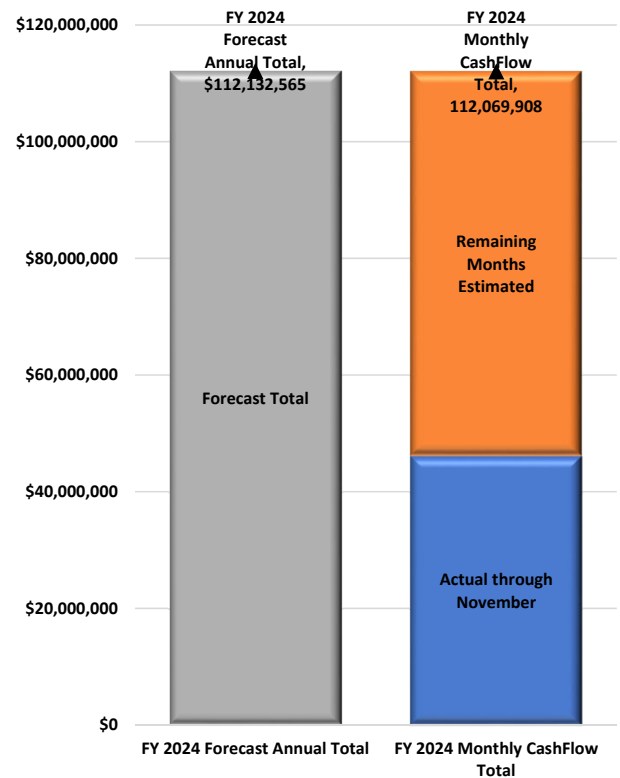 $120,000,000
$100,000,000
$80,000,000
$60,000,000
$40,000,000
$20,000,000
$0
FY 2024
Forecast
Annual Total,
$112,132,565
FY 2024
Monthly
CashFlow
Total,
112,069,908
Forecast Total
Remaining
Months
Estimated
Actual through
November
FY 2024 Forecast Annual Total
FY 2024 Monthly CashFlow
Total